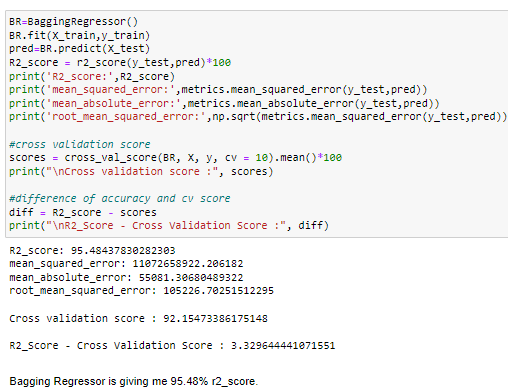 BR=BaggingRegressor()
BR.fit(X_train,y_train)
pred=BR.predict(X_test)
R2_score = r2_score(y_test,pred)*100
print('R2_score:',R2_score)
print('mean_squared_error:',metrics.mean_squared_error(y_test,pred))
print('mean_absolute_error:',metrics.mean_absolute_error(y_test,pred))
print('root_mean_squared_error:',np.sqrt(metrics.mean_squared_error(y_test,pred)))
#cross validation score
scores = cross_val_score(BR, X, y, cv = 10).mean()*100
print("\nCross validation score :", scores)
#difference of accuracy and cv score
diff = R2_score - scores
print("\nR2_Score - Cross Validation Score :", diff)
R2_score: 95.48437830282303
mean_squared_error: 11072658922.206182
mean_absolute_error: 55081.30680489322
root_mean_squared_error: 105226.70251512295
Cross validation score : 92.15473386175148
R2_Score - Cross Validation Score : 3.329644441071551
Bagging Regressor is giving me 95.48% r2_score.